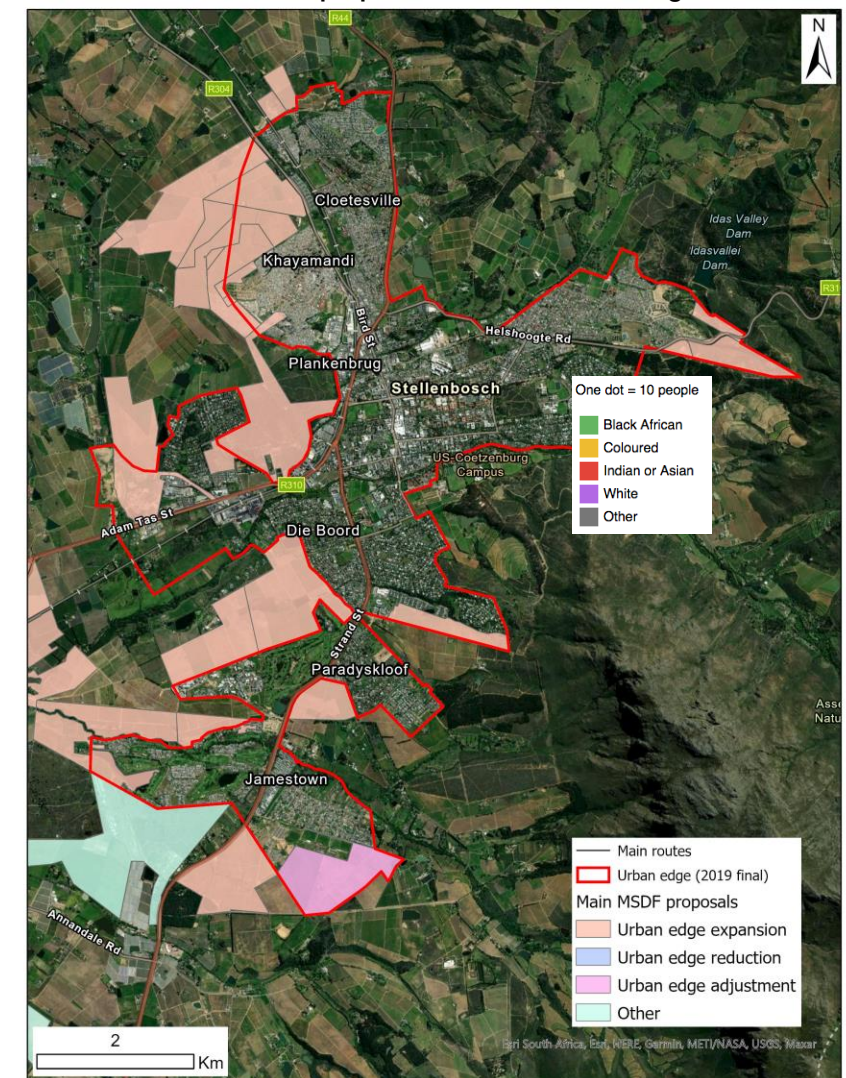 R44
N
R304
Cloetesville
Idas Valley
Dam
Idasvallei
Dam
Khayamandi
Bird St
Helshoogte Rd
Plankenbrug
Stellenbosch
One dot = 10 people
Black African
Coloured
Indian or Asian
White
Other
US-Coetzenburg
Campus
R310
Adam Tas St
Die Boord
Strand St
Paradyskloof
Jamestown
Main routes
Urban edge (2019 final)
Main MSDF proposals
Urban edge expansion
Urban edge reduction
Urban edge adjustment
Other
Annandale Rd
2
Km
Esri South Africa, Esri, HERE, Garmin, METI/NASA, USGS, Maxar